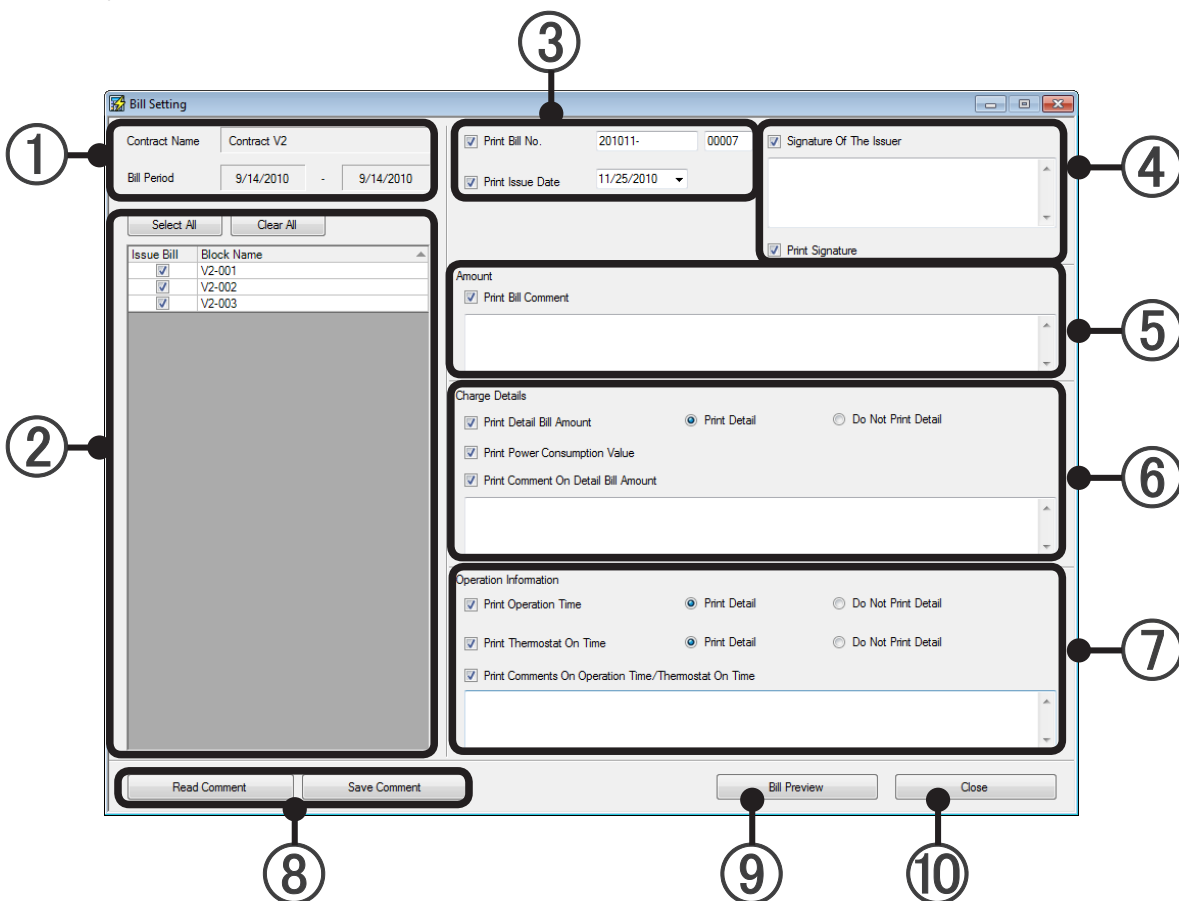 ③
Bill Setting
①
Contract Name Contract V2
Bill Period 9/14/2010 - 9/14/2010
Print Bill No. 201011- 00007
Print Issue Date 11/25/2010
Signature Of The Issuer
Print Signature
④
②
Select All Clear All
Issue Bill Block Name
V2-001
V2-002
V2-003
Amount
Print Bill Comment
⑤
Charge Details
Print Detail Bill Amount Print Detail Do Not Print Detail
Print Power Consumption Value
Print Comment On Detail Bill Amount
⑥
Operation Information
Print Operation Time Print Detail Do Not Print Detail
Print Thermostat On Time Print Detail Do Not Print Detail
Print Comments On Operation Time/Thermostat On Time
⑦
Read Comment Save Comment Bill Preview Close
⑧ ⑨ ⑩